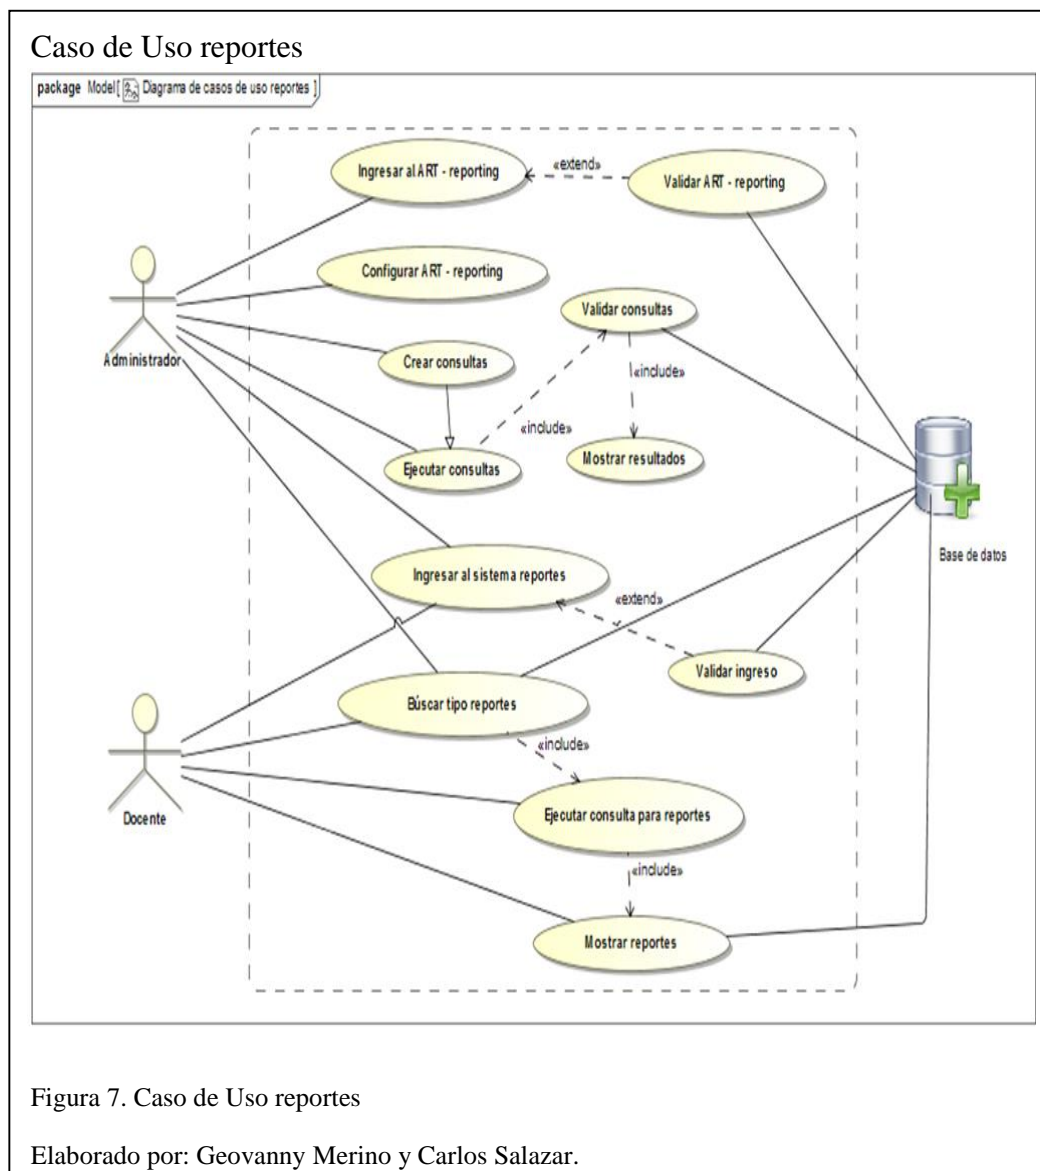 Caso de Uso reportes
package Model[ Diagrama de casos de uso reportes ]
Ingresar al ART - reporting
«extend»
Validar ART - reporting
Configurar ART - reporting
Validar consultas
Administrador
Crear consultas
«include»
«include»
Ejecutar consultas
Mostrar resultados
Base de datos
Ingresar al sistema reportes
«extend»
Validar ingreso
Búscar tipo reportes
«include»
Docente
Ejecutar consulta para reportes
«include»
Mostrar reportes
Figura 7. Caso de Uso reportes
Elaborado por: Geovanny Merino y Carlos Salazar.